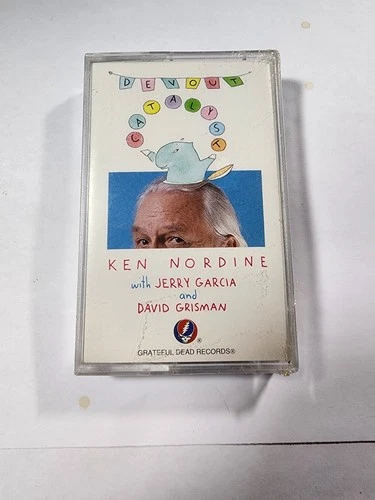 DEVOUT
CATALYST
KEN NORDINE
with JERRY GARCIA
and
DAVID GRISMAN
GRATEFUL DEAD RECORDS®